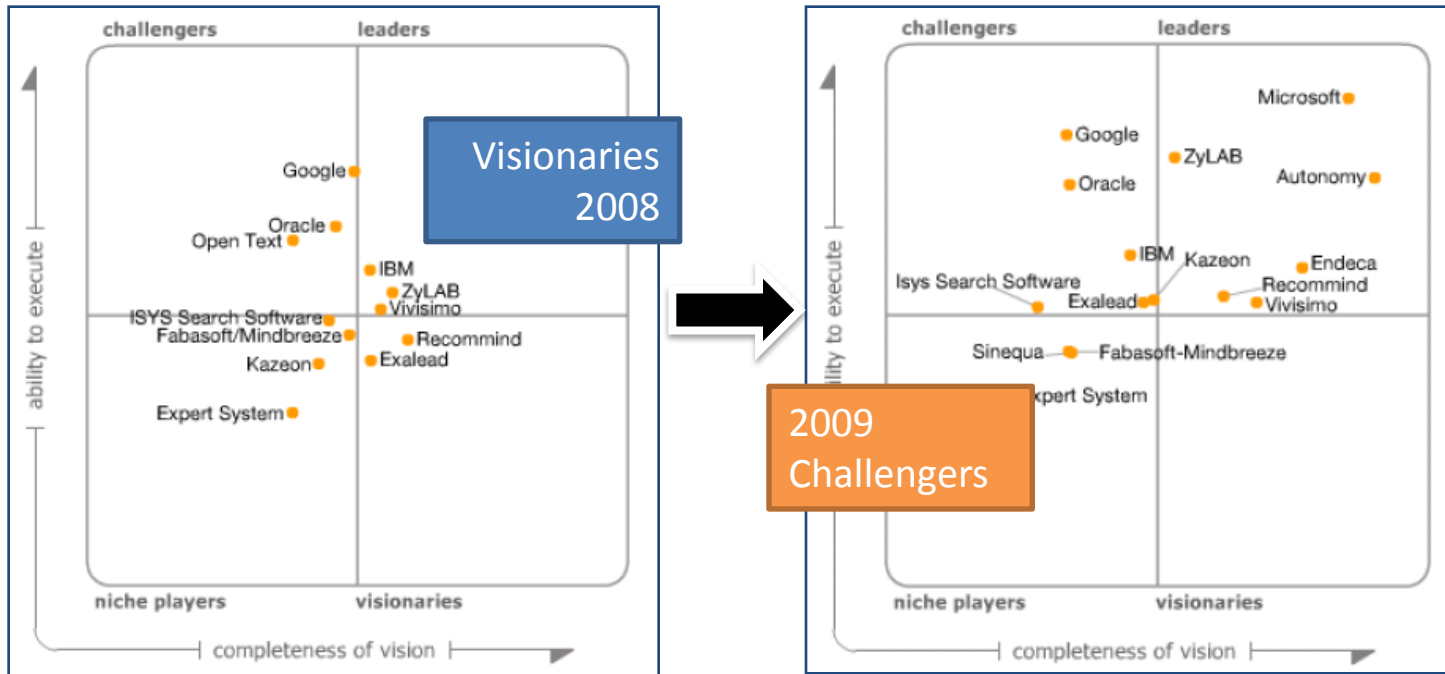 challengers
leaders
Google
Oracle
Open Text
IBM
ZyLAB
Vivisimo
ISYS Search Software
Fabasoft/Mindbreeze
Recommind
Kazeon
Exalead
Expert System
niche players
visionaries
ability to execute
completeness of vision
Visionaries
2008
challengers
leaders
Microsoft
Google
ZyLAB
Oracle
Autonomy
IBM
Kazeon
Endeca
Isys Search Software
Recommind
Exalead
Vivisimo
Sinequa
Fabasoft-Mindbreeze
xpert System
niche players
visionaries
ility to execute
completeness of vision
2009
Challengers